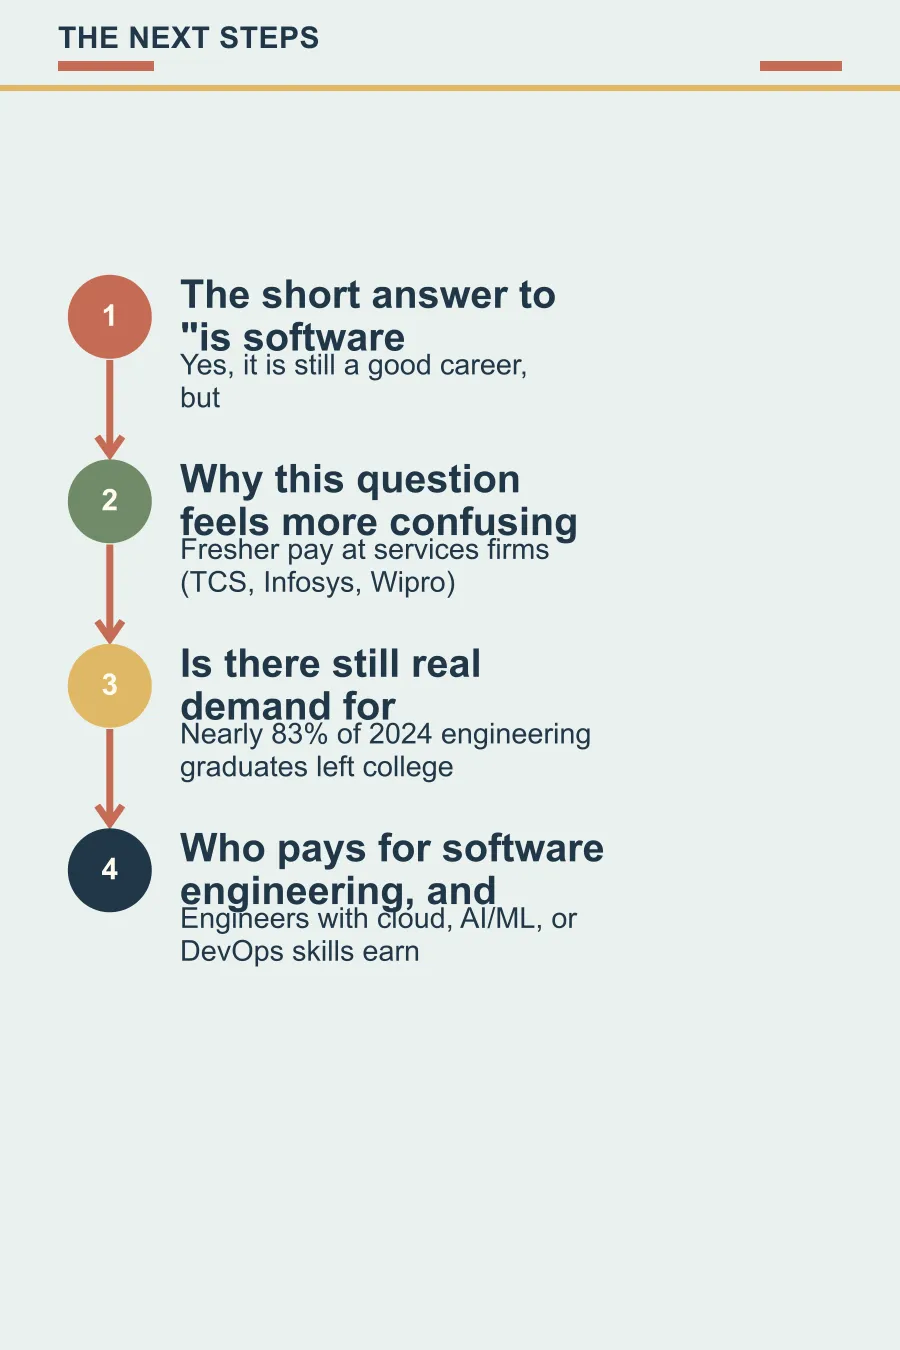 THE NEXT STEPS
1
The short answer to
"is software
Yes, it is still a good career,
but
2
Why this question
feels more confusing
Fresher pay at services firms
(TCS, Infosys, Wipro)
3
Is there still real
demand for
Nearly 83% of 2024 engineering
graduates left college
4
Who pays for software
engineering, and
Engineers with cloud, AI/ML, or
DevOps skills earn